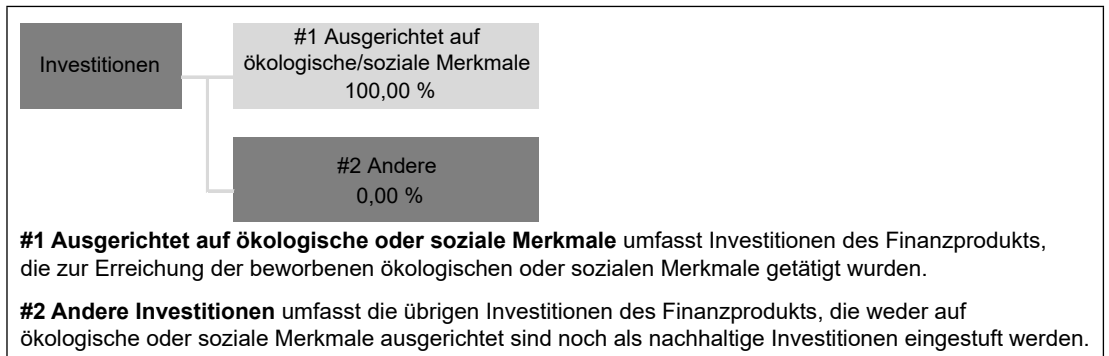 Investitionen
#1 Ausgerichtet auf
ökologische/soziale Merkmale
100,00 %
#2 Andere
0,00 %
#1 Ausgerichtet auf ökologische oder soziale Merkmale umfasst Investitionen des Finanzprodukts,
die zur Erreichung der beworbenen ökologischen oder sozialen Merkmale getätigt wurden.
#2 Andere Investitionen umfasst die übrigen Investitionen des Finanzprodukts, die weder auf
ökologische oder soziale Merkmale ausgerichtet sind noch als nachhaltige Investitionen eingestuft werden.